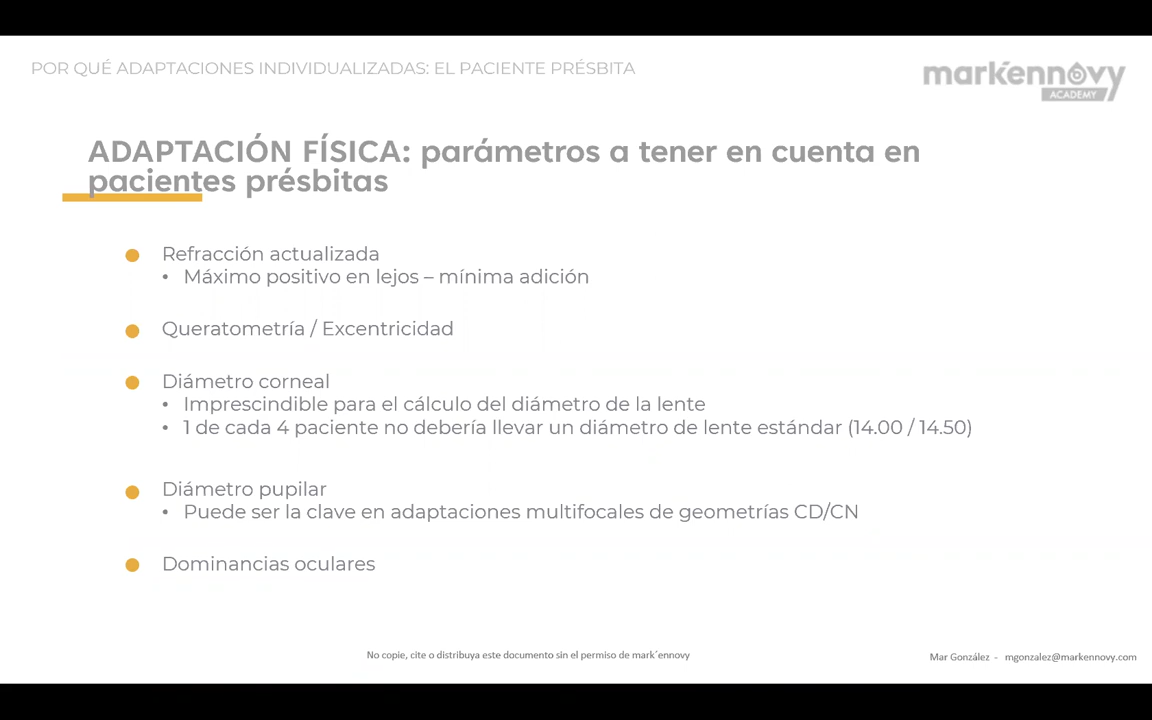 POR QUÉ ADAPTACIONES INDIVIDUALIZADAS: EL PACIENTE PRÉSBITA
mark'ennovy
ACADEMY
ADAPTACIÓN FÍSICA: parámetros a tener en cuenta en
pacientes présbitas
Refracción actualizada
• Máximo positivo en lejos – mínima adición
Queratometría / Excentricidad
Diámetro corneal
• Imprescindible para el cálculo del diámetro de la lente
• 1 de cada 4 paciente no debería llevar un diámetro de lente estándar (14.00 / 14.50)
Diámetro pupilar
• Puede ser la clave en adaptaciones multifocales de geometrías CD/CN
Dominancias oculares
No copie, cite o distribuya este documento sin el permiso de mark´ennovy
Mar González - mgonzalez@markennovy.com